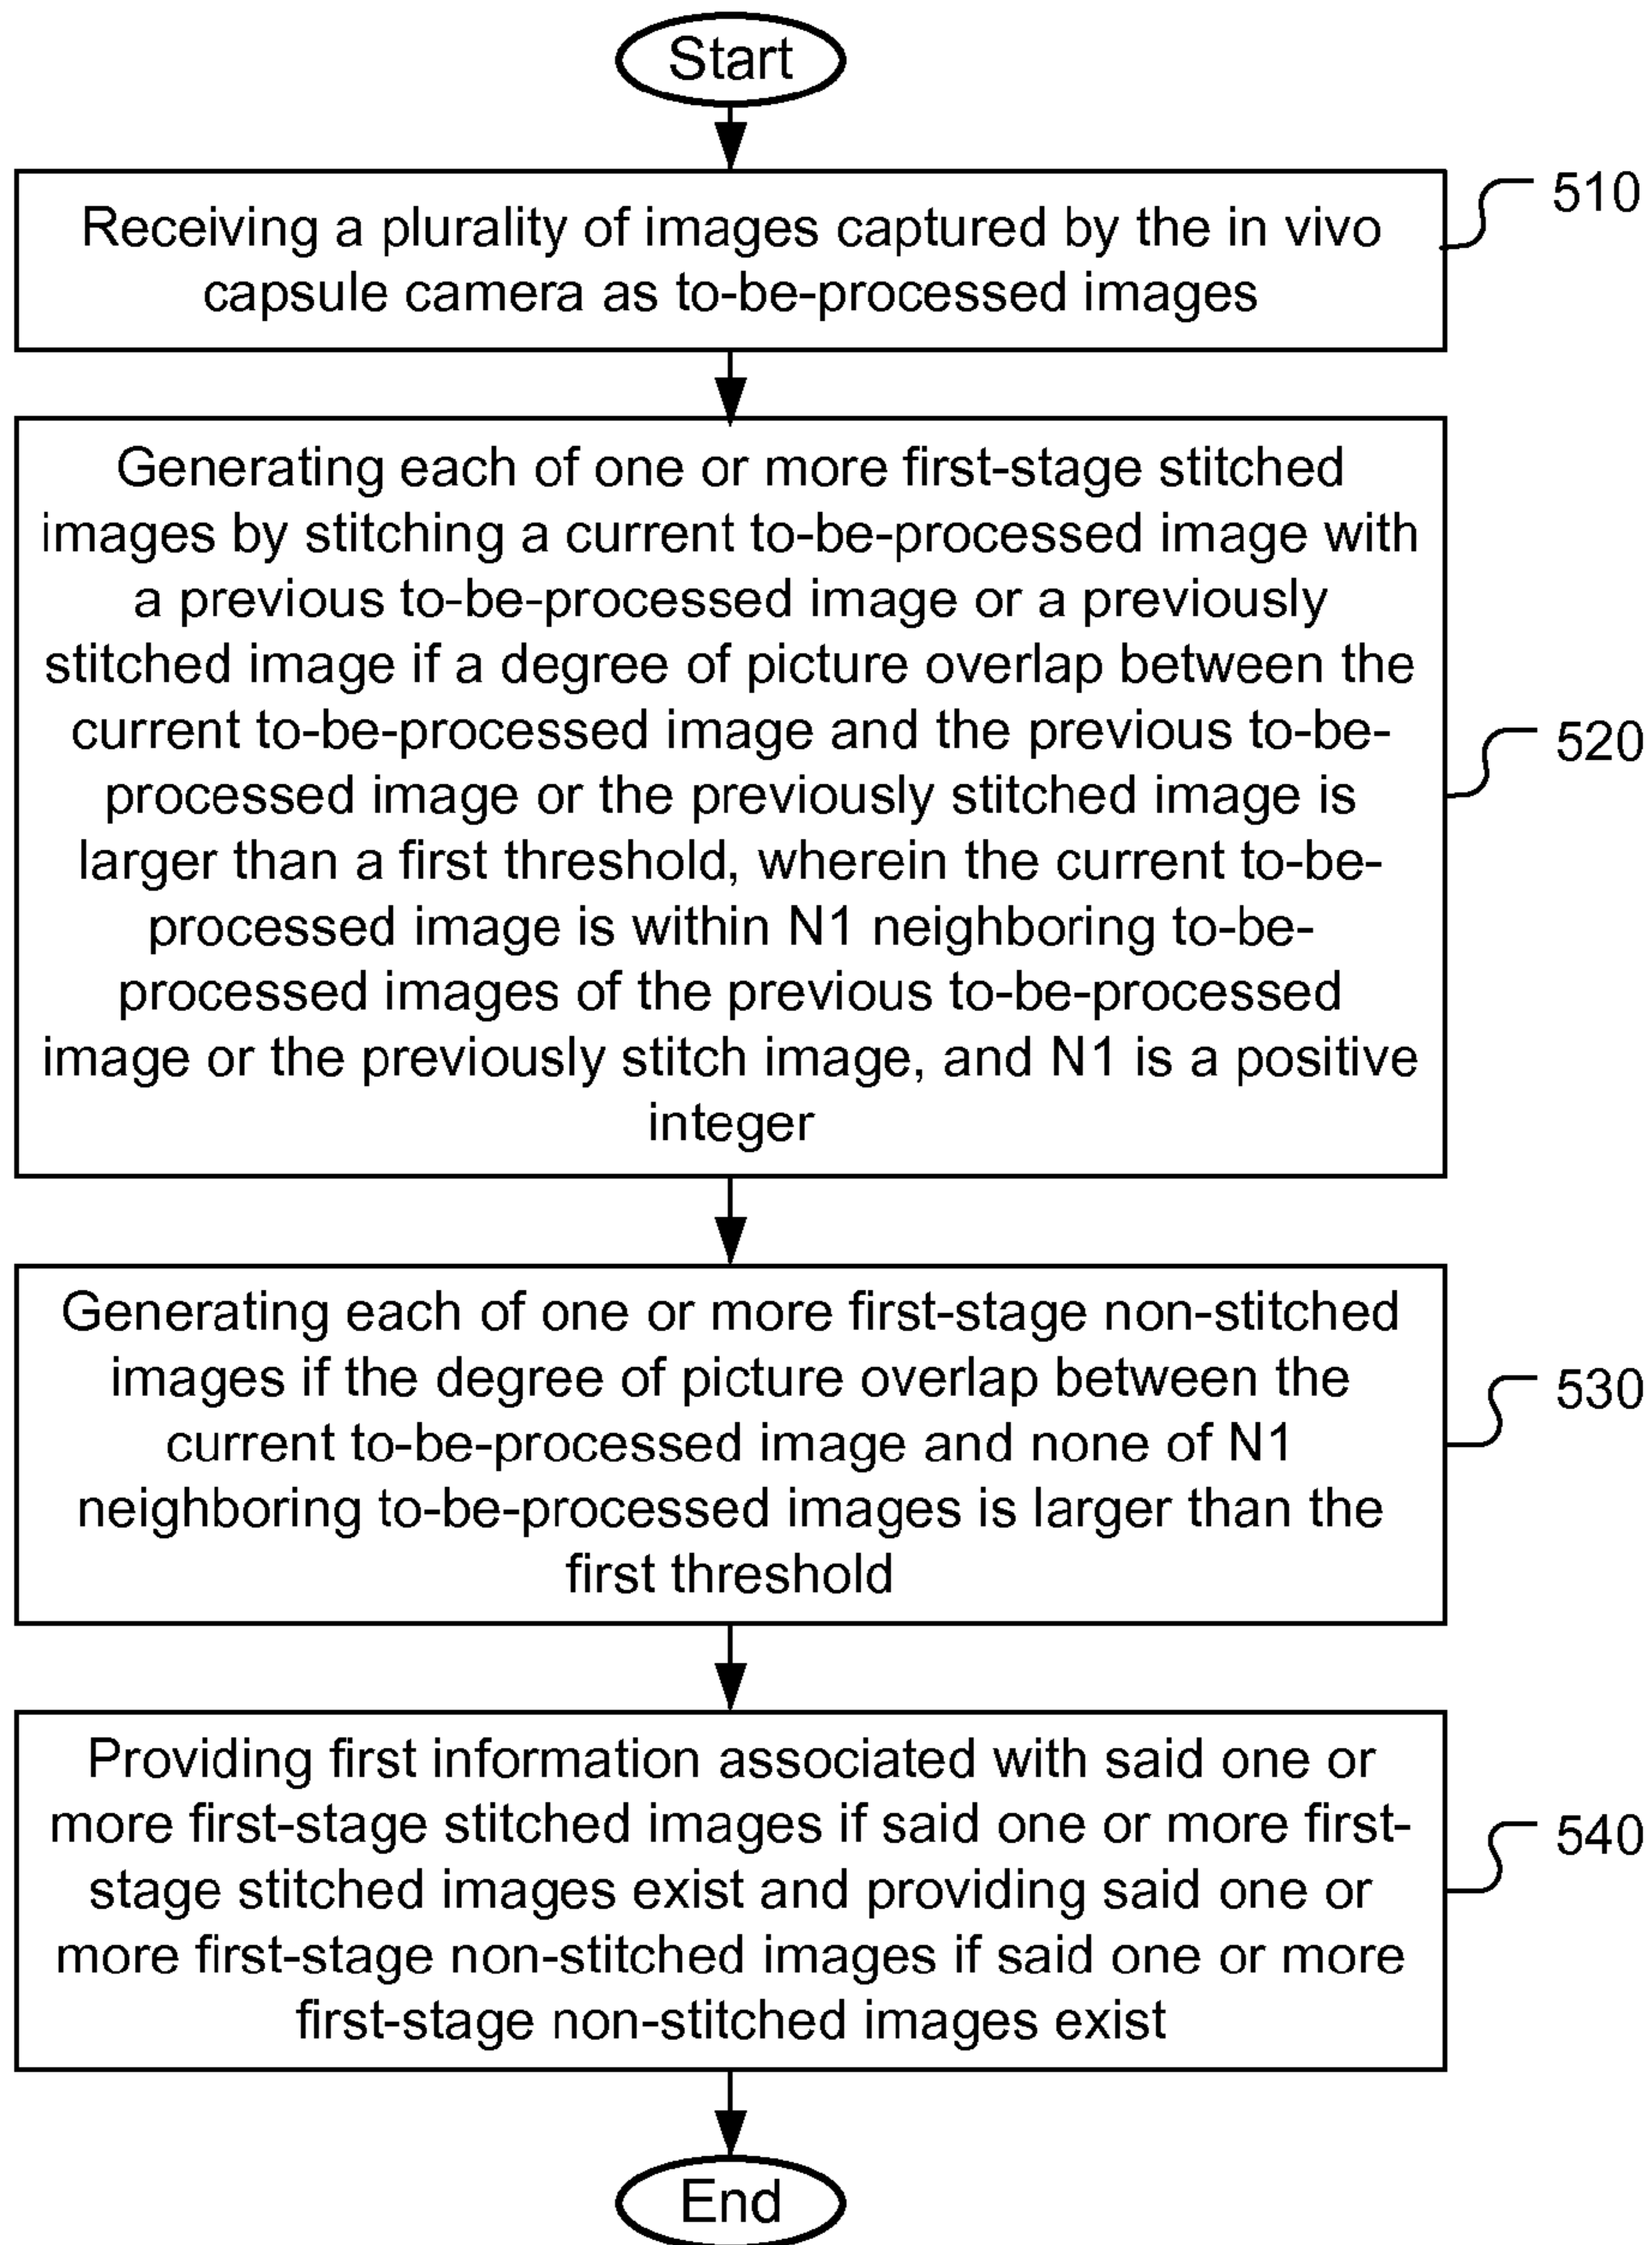 Start
Receiving a plurality of images captured by the in vivo
capsule camera as to-be-processed images
510
Generating each of one or more first-stage stitched
images by stitching a current to-be-processed image with
a previous to-be-processed image or a previously
stitched image if a degree of picture overlap between the
current to-be-processed image and the previous to-be-
processed image or the previously stitched image is
larger than a first threshold, wherein the current to-be-
processed image is within N1 neighboring to-be-
processed images of the previous to-be-processed
image or the previously stitch image, and N1 is a positive
integer
520
Generating each of one or more first-stage non-stitched
images if the degree of picture overlap between the
current to-be-processed image and none of N1
neighboring to-be-processed images is larger than the
first threshold
530
Providing first information associated with said one or
more first-stage stitched images if said one or more first-
stage stitched images exist and providing said one or
more first-stage non-stitched images if said one or more
first-stage non-stitched images exist
540
End